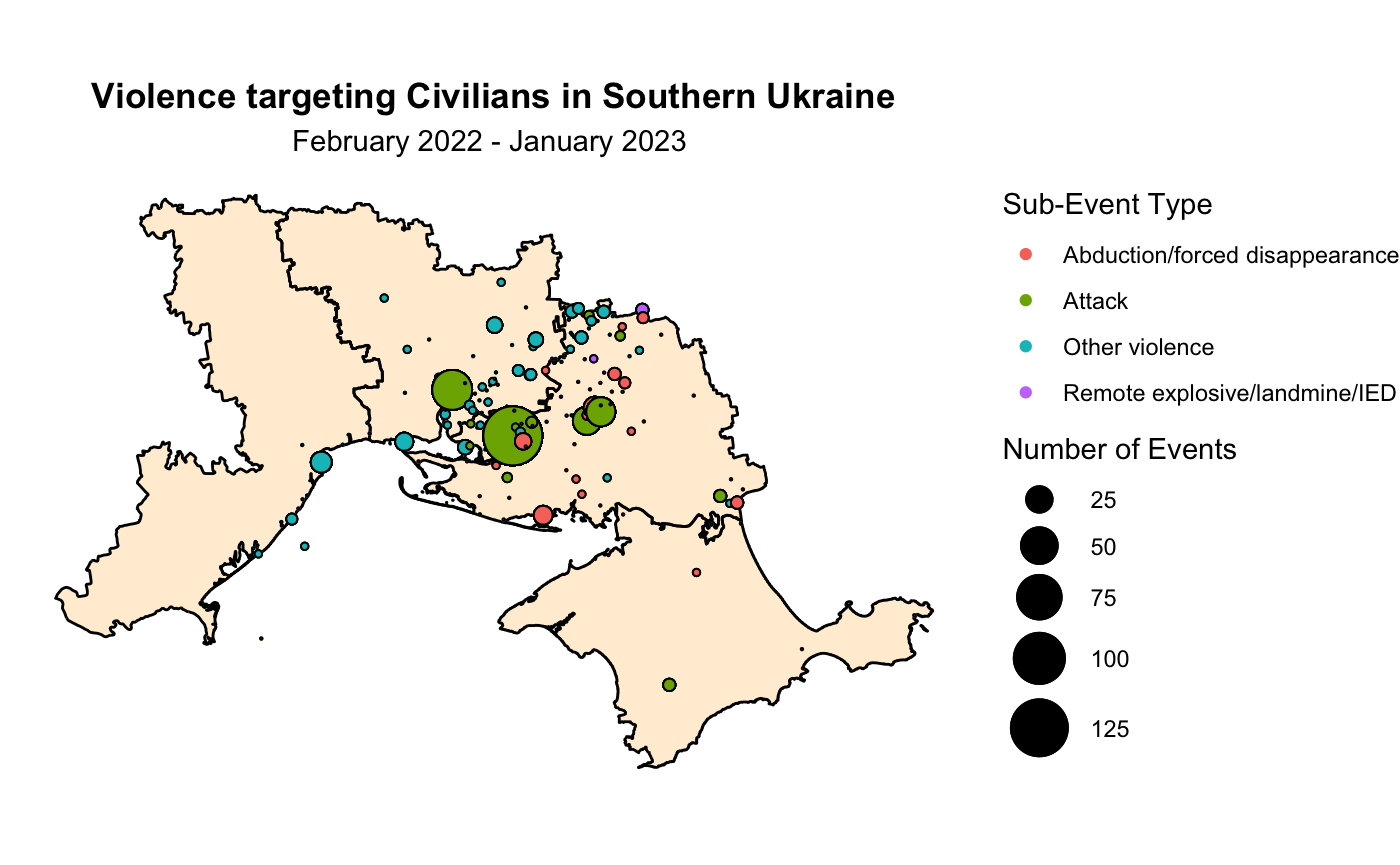 Violence targeting Civilians in Southern Ukraine
February 2022 - January 2023
Sub-Event Type
Abduction/forced disappearance
Attack
Other violence
Remote explosive/landmine/IED
Number of Events
25
50
75
100
125